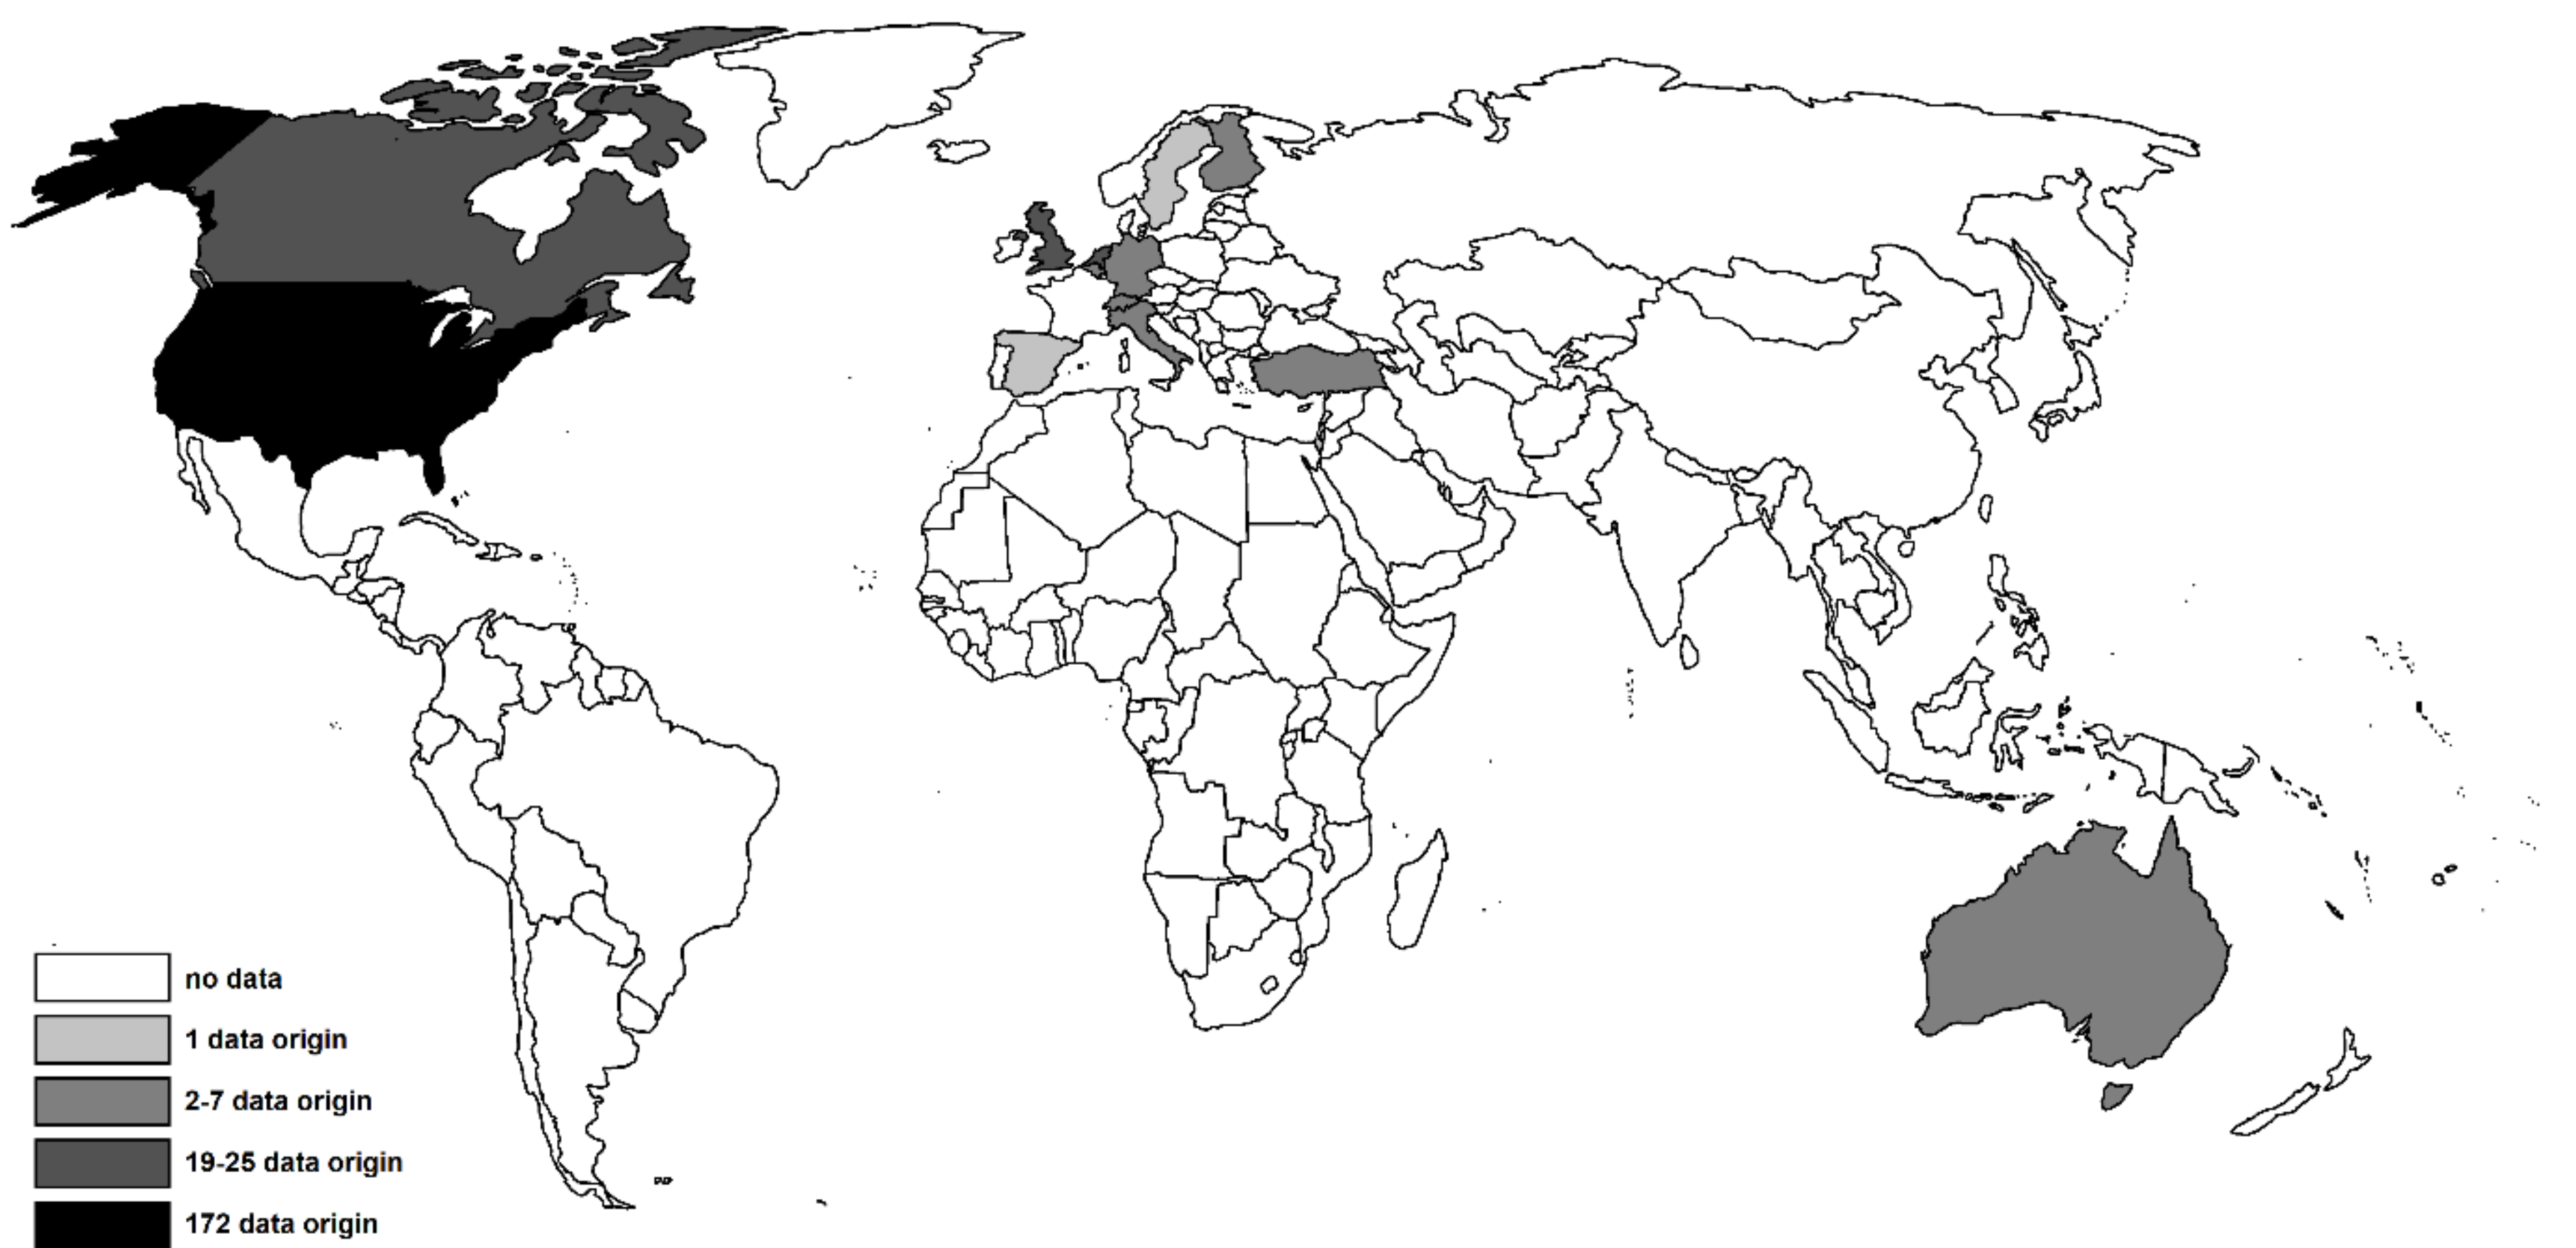 no data
1 data origin
2-7 data origin
19-25 data origin
172 data origin